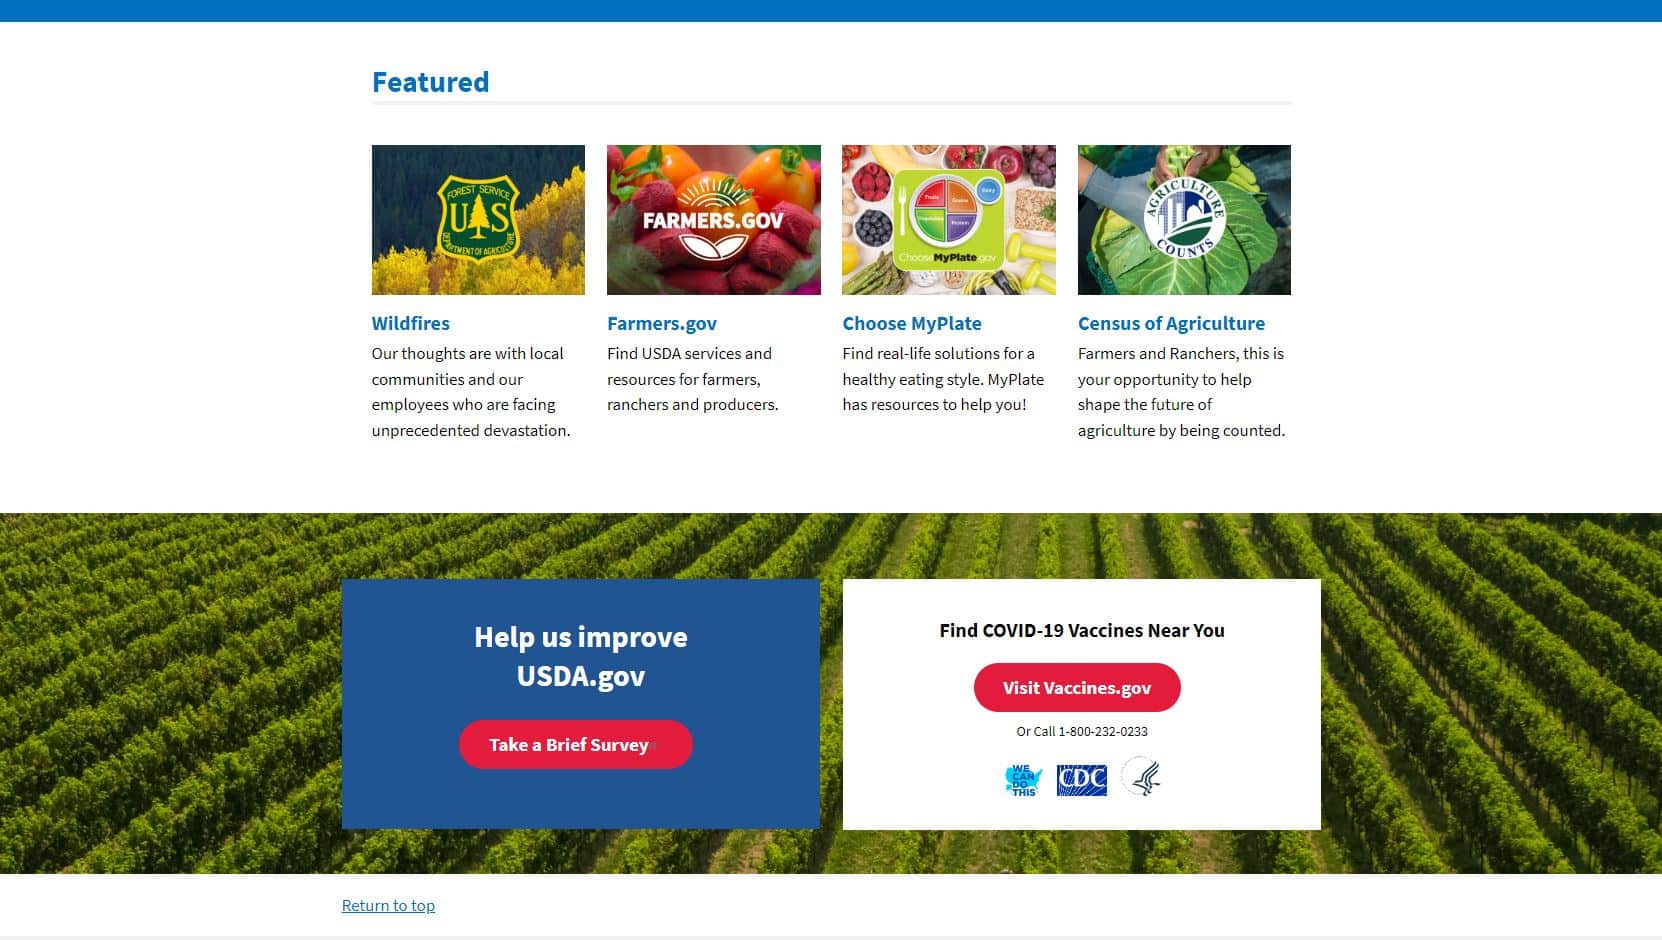 Featured
FOREST SERVICE
U S
DEPARTMENT OF AGRICULTURE
FARMERS.GOV
Fruits
Grains
Dairy
Vegetables
Protein
ChooseMyPlate.gov
AGRICULTURE
COUNTS
Wildfires
Our thoughts are with local
communities and our
employees who are facing
unprecedented devastation.
Farmers.gov
Find USDA services and
resources for farmers,
ranchers and producers.
Choose MyPlate
Find real-life solutions for a
healthy eating style. MyPlate
has resources to help you!
Census of Agriculture
Farmers and Ranchers, this is
your opportunity to help
shape the future of
agriculture by being counted.
Help us improve
USDA.gov
Take a Brief Survey
Find COVID-19 Vaccines Near You
Visit Vaccines.gov
Or Call 1-800-232-0233
WE
CAN
DO
THIS
CDC
Return to top